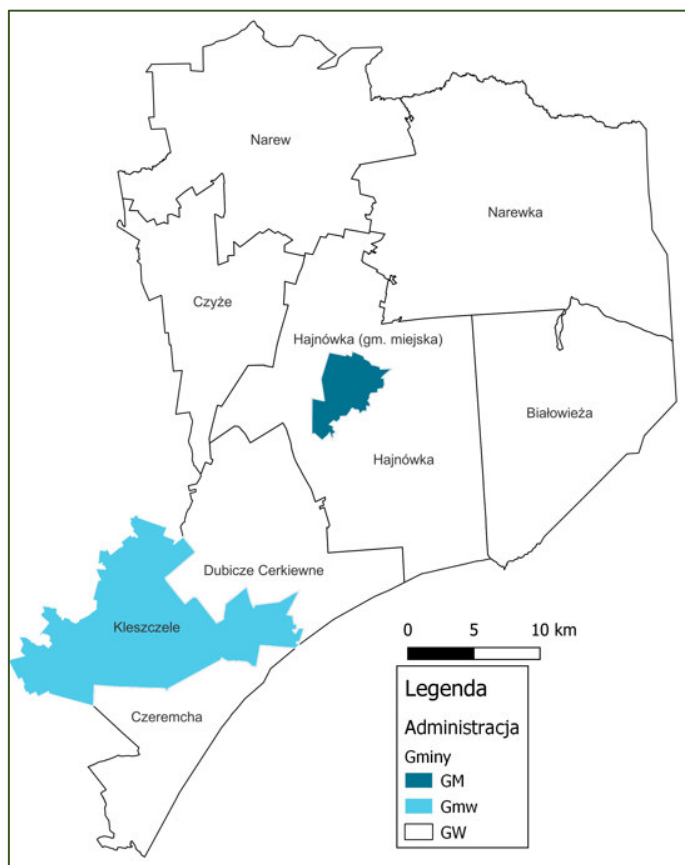 Narew
Narewka
Czyże
Hajnówka (gm. miejska)
Białowieża
Hajnówka
Dubicze Cerkiewne
Kleszczele
Czeremcha
0 5 10 km
Legenda
Administracja
Gminy
GM
Gmw
GW